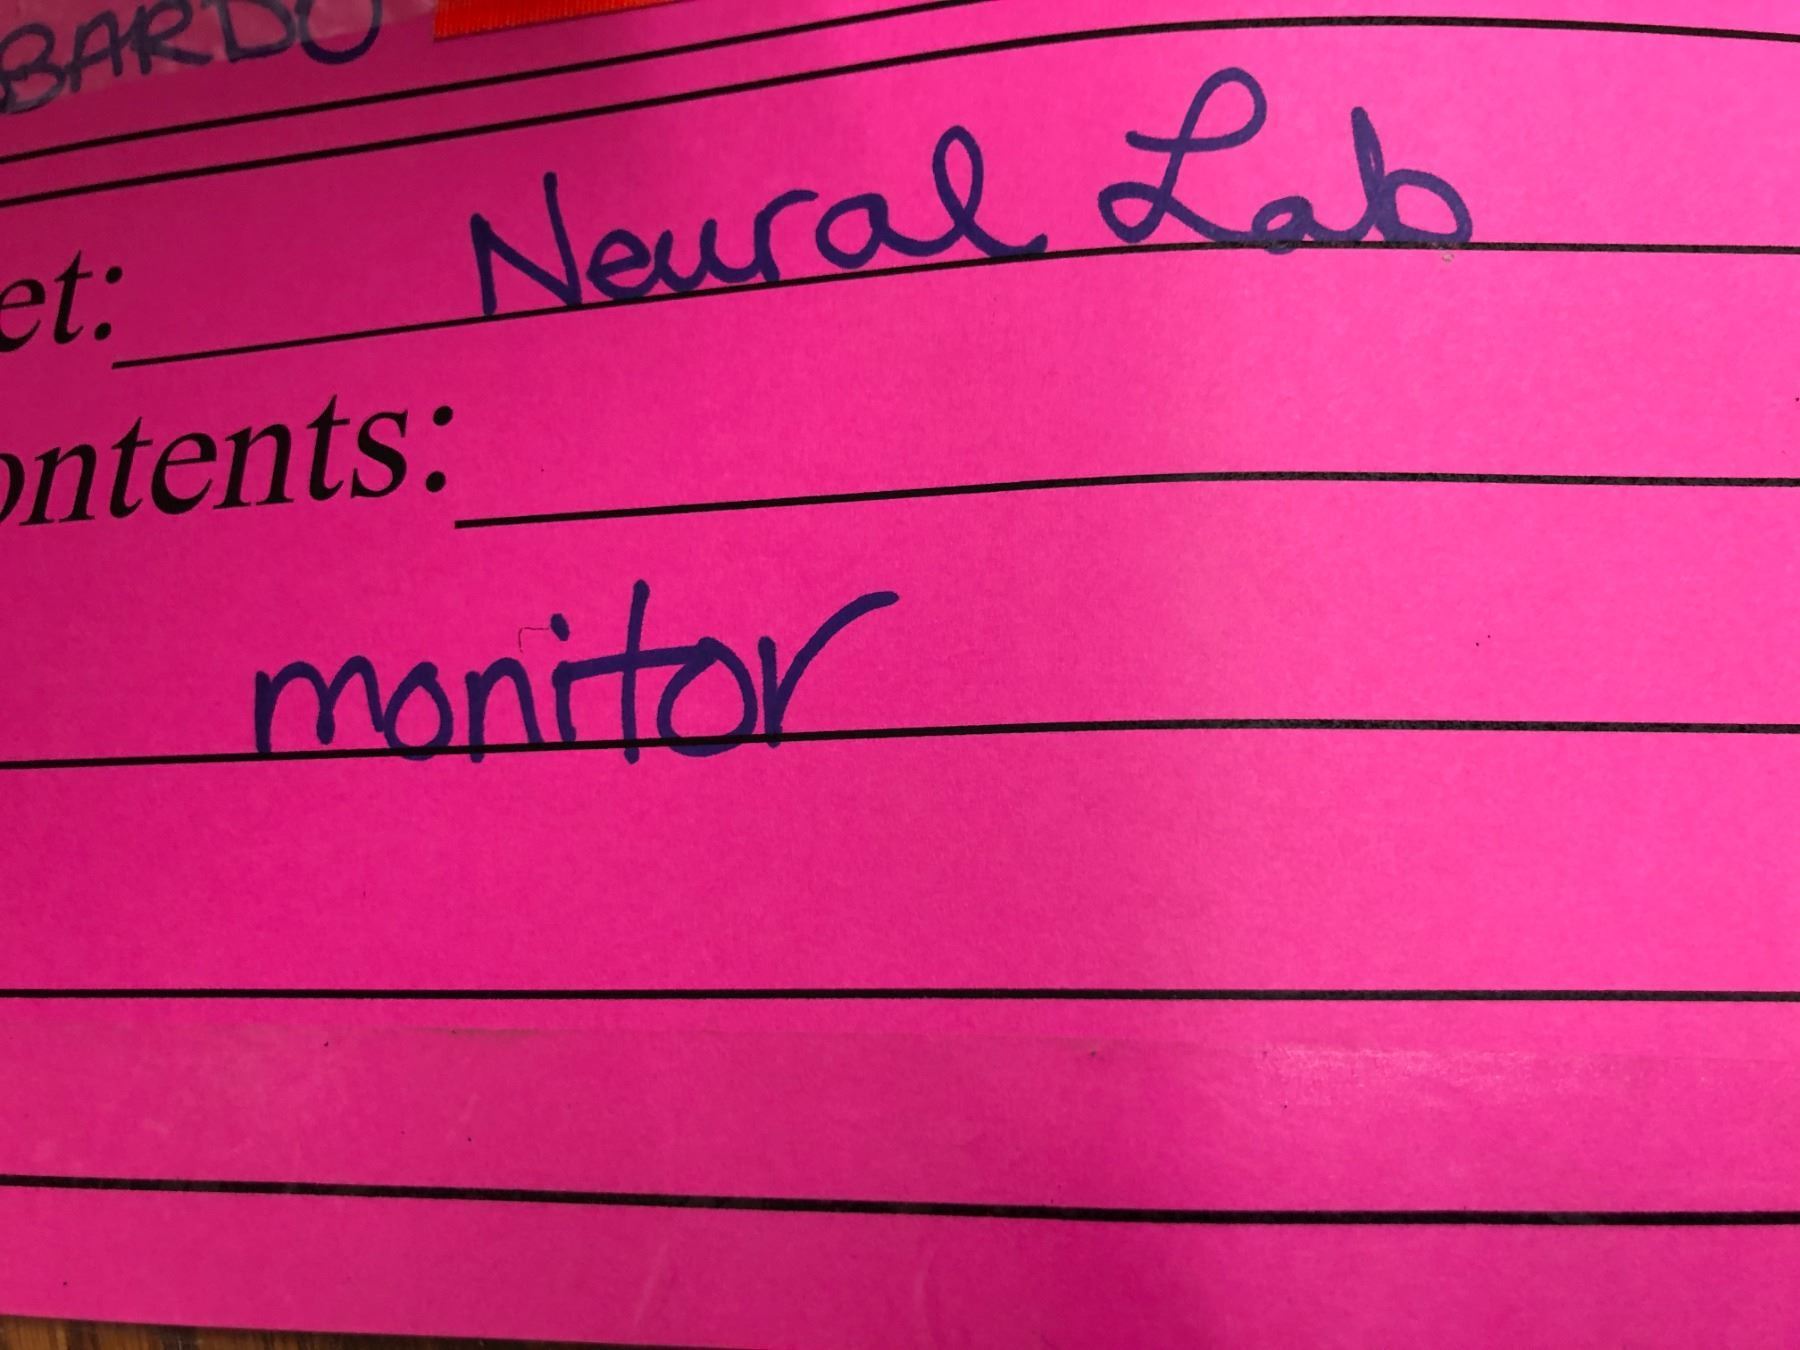 BARDO
et: Neural Lab
ontents:
monitor